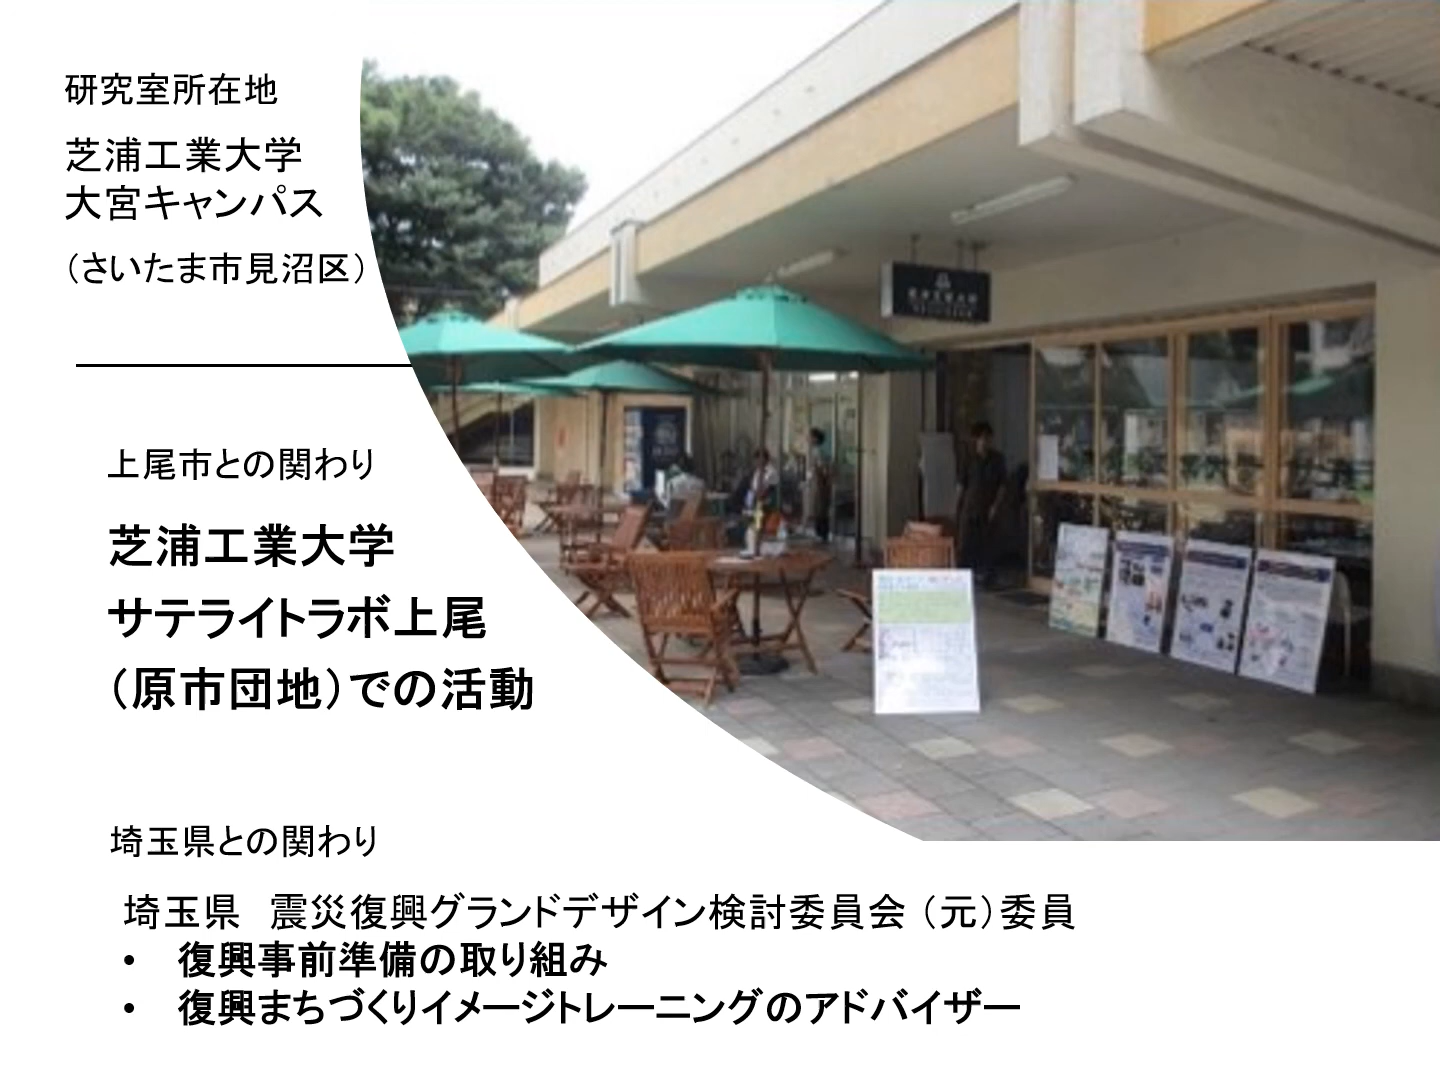 研究室所在地
芝浦工業大学
大宮キャンパス
（さいたま市見沼区）
上尾市との関わり
芝浦工業大学
サテライトラボ上尾
（原市団地）での活動
埼玉県との関わり
埼玉県　震災復興グランドデザイン検討委員会（元）委員
• 復興事前準備の取り組み
• 復興まちづくりイメージトレーニングのアドバイザー